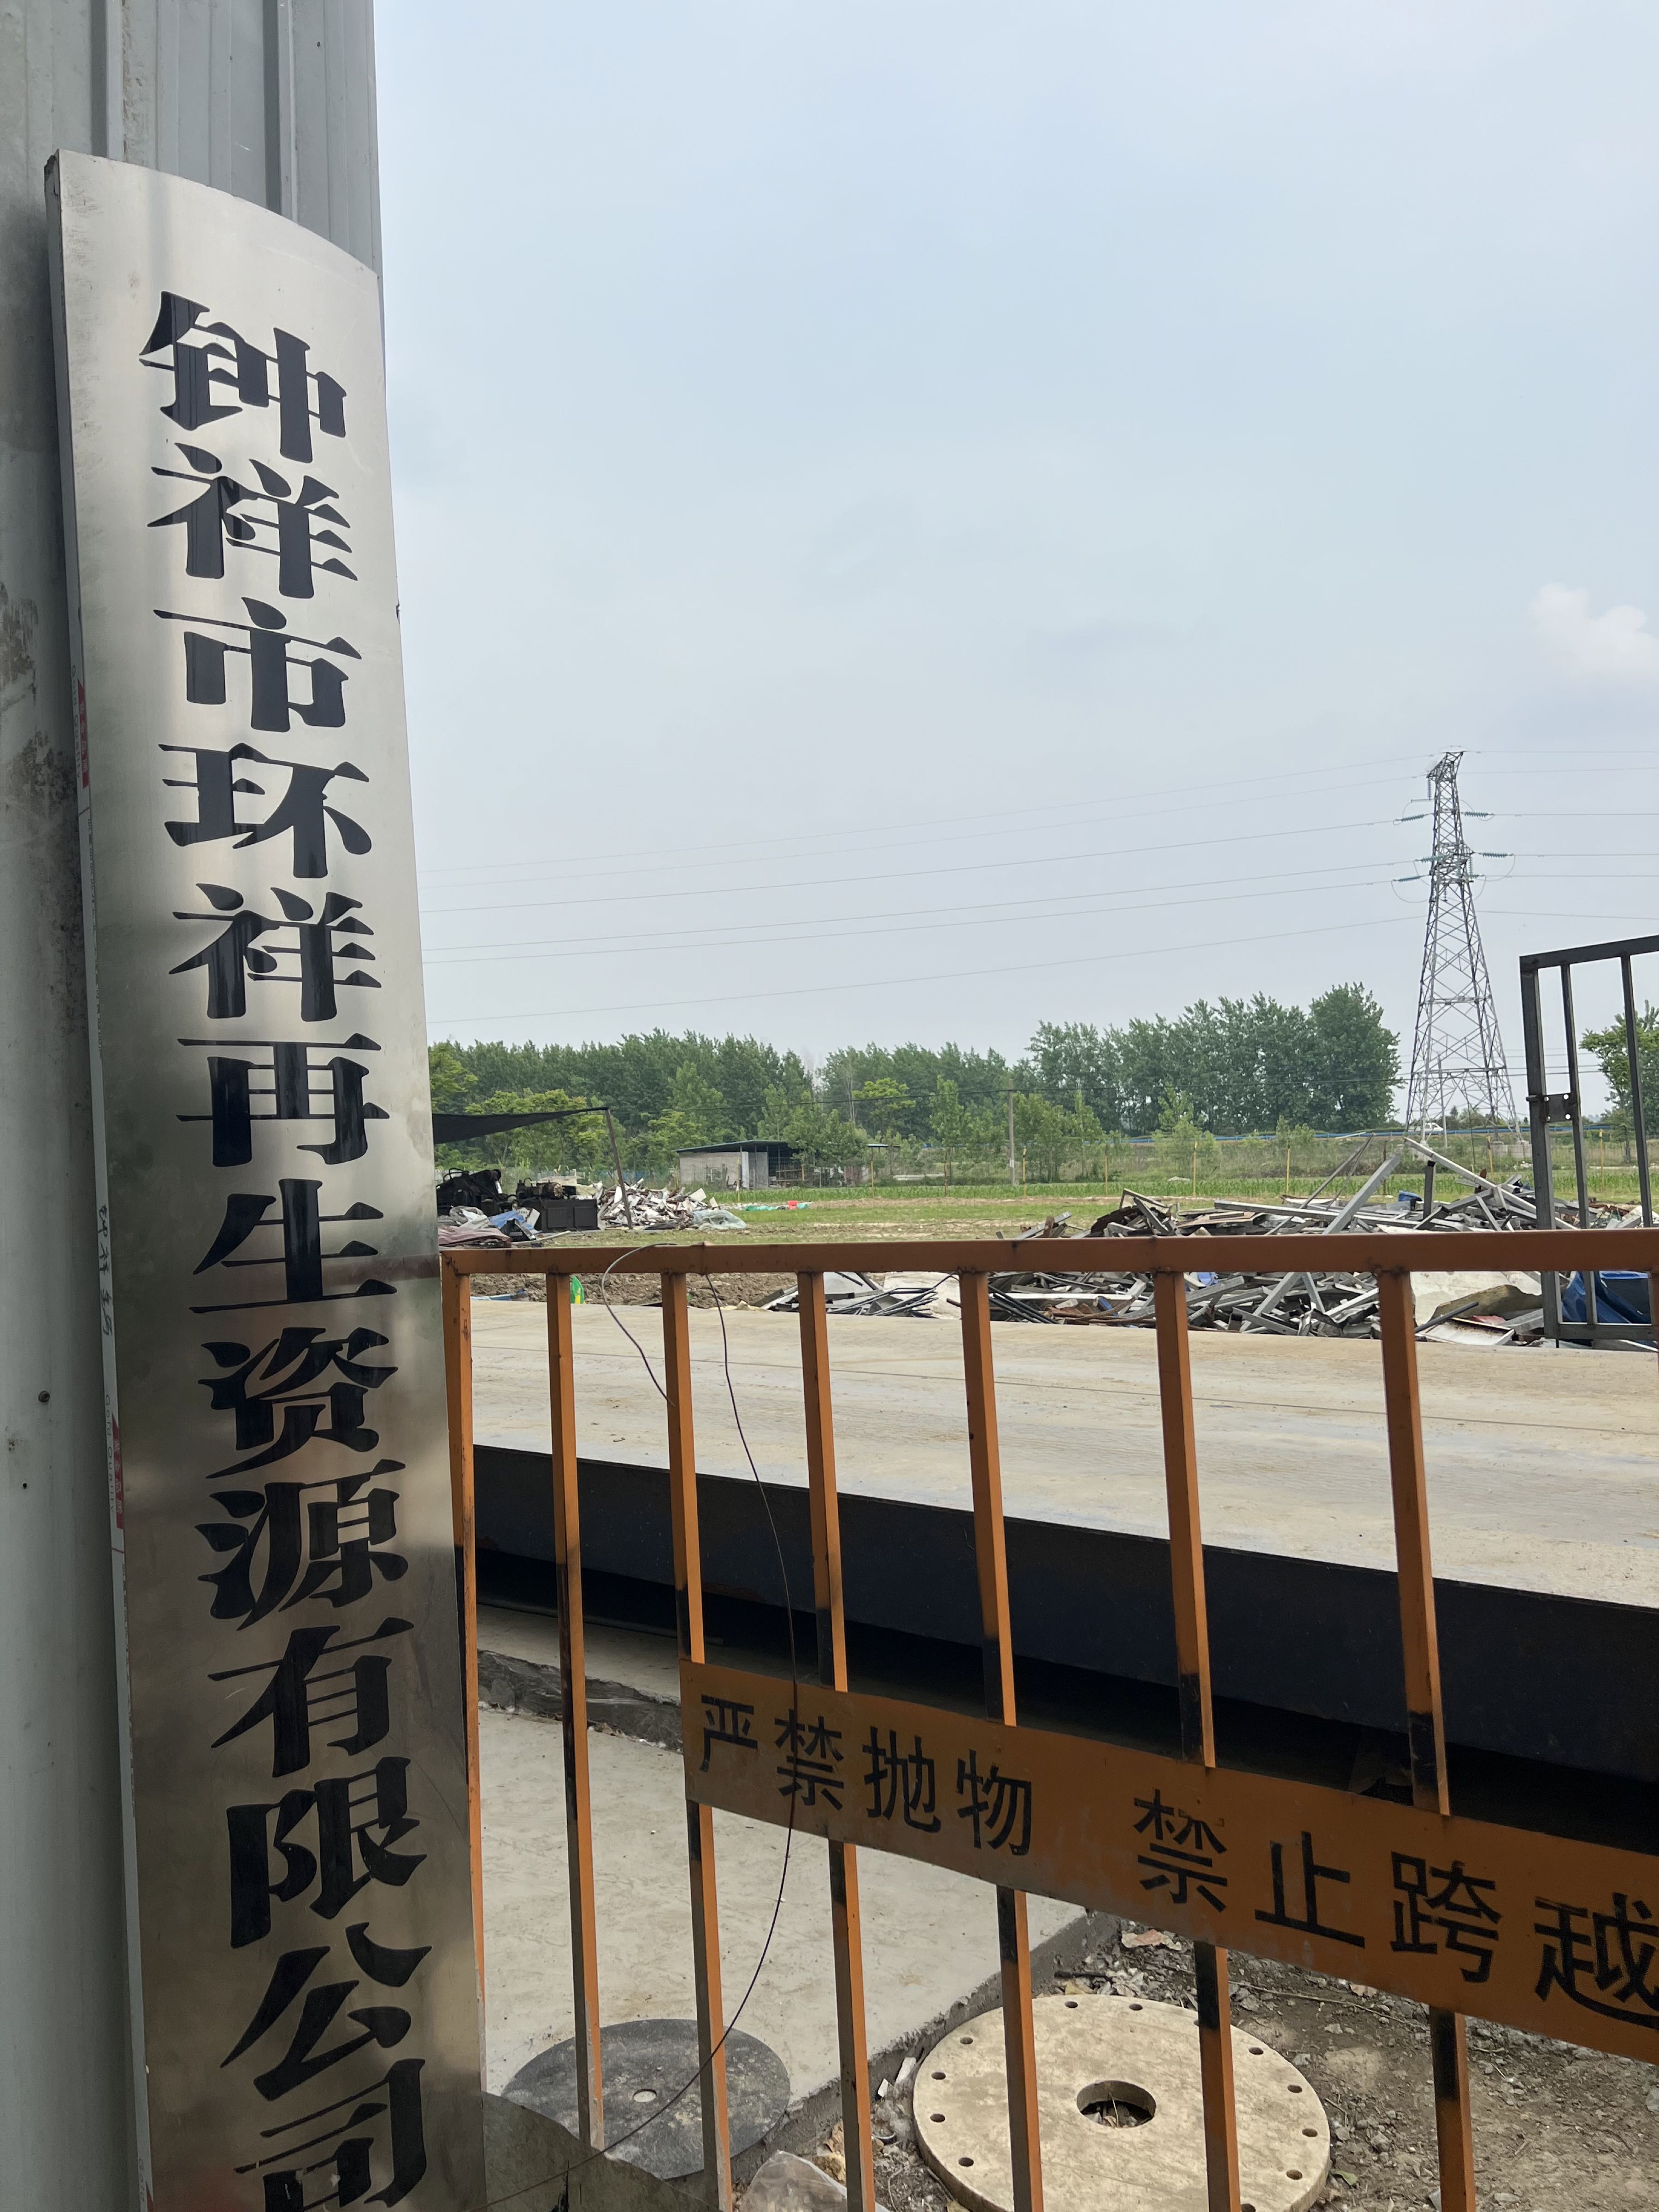 钟祥市环祥再生资源有限公司
严禁抛物 禁止跨越